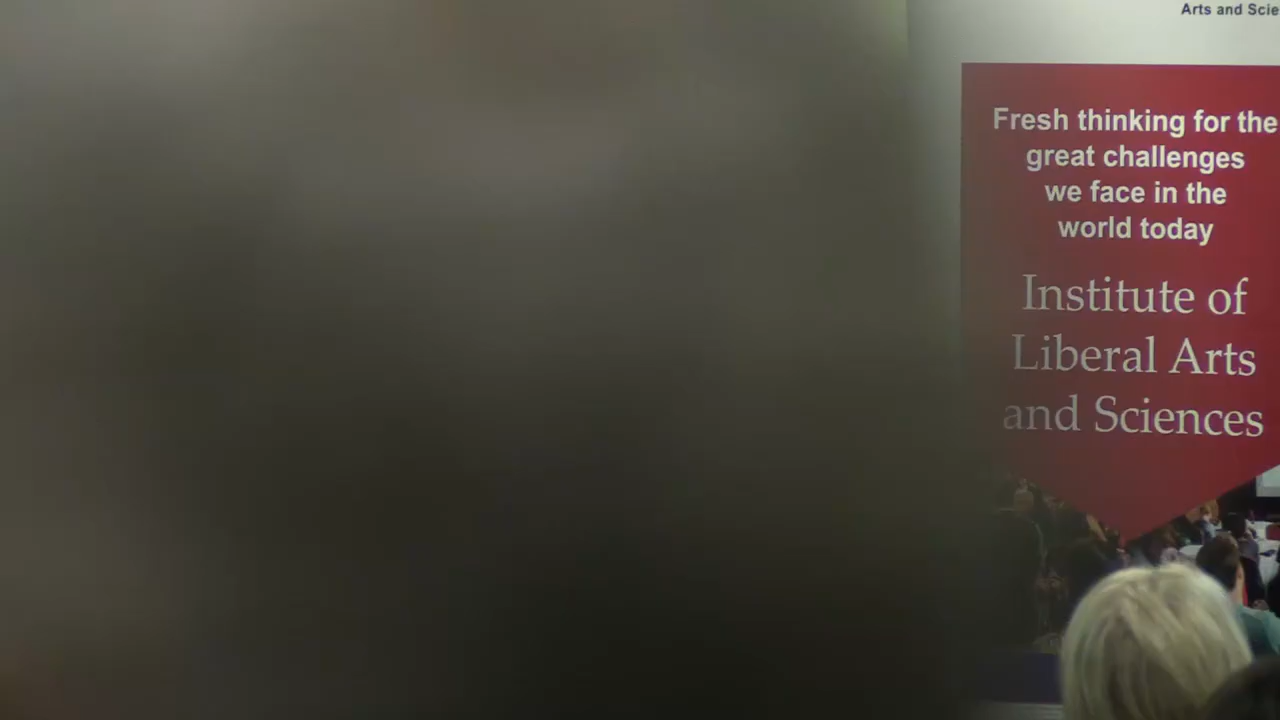 Arts and Scie
Fresh thinking for the
great challenges
we face in the
world today
Institute of
Liberal Arts
and Sciences